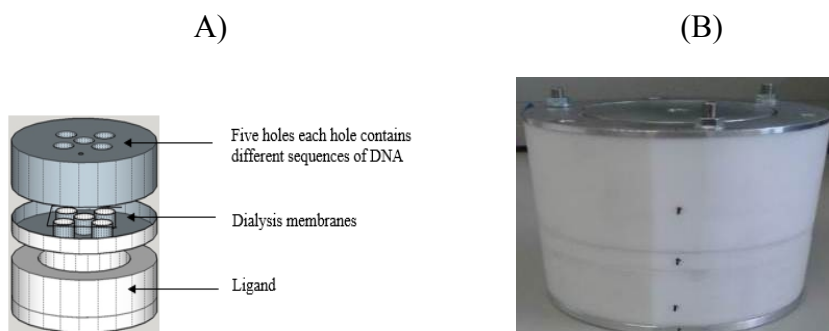 A)
(B)
Five holes each hole contains
different sequences of DNA
Dialysis membranes
Ligand